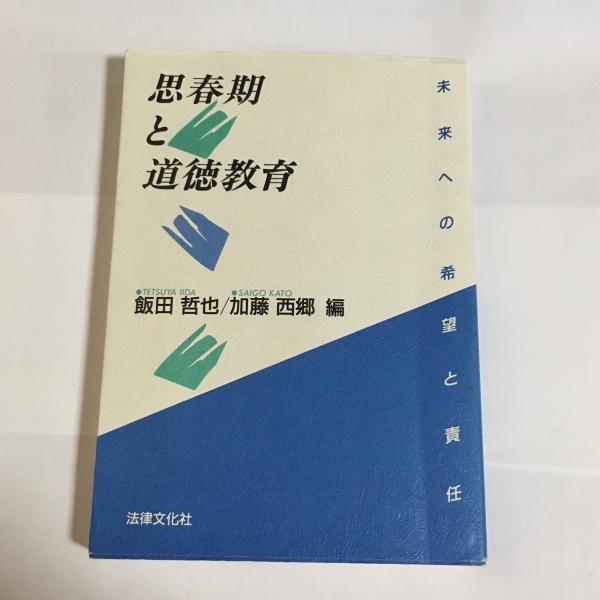 思春期
と
道徳教育
未来への希望と責任
●TETSUYA IIDA ●SAIGO KATO
飯田 哲也/加藤 西郷 編
法律文化社